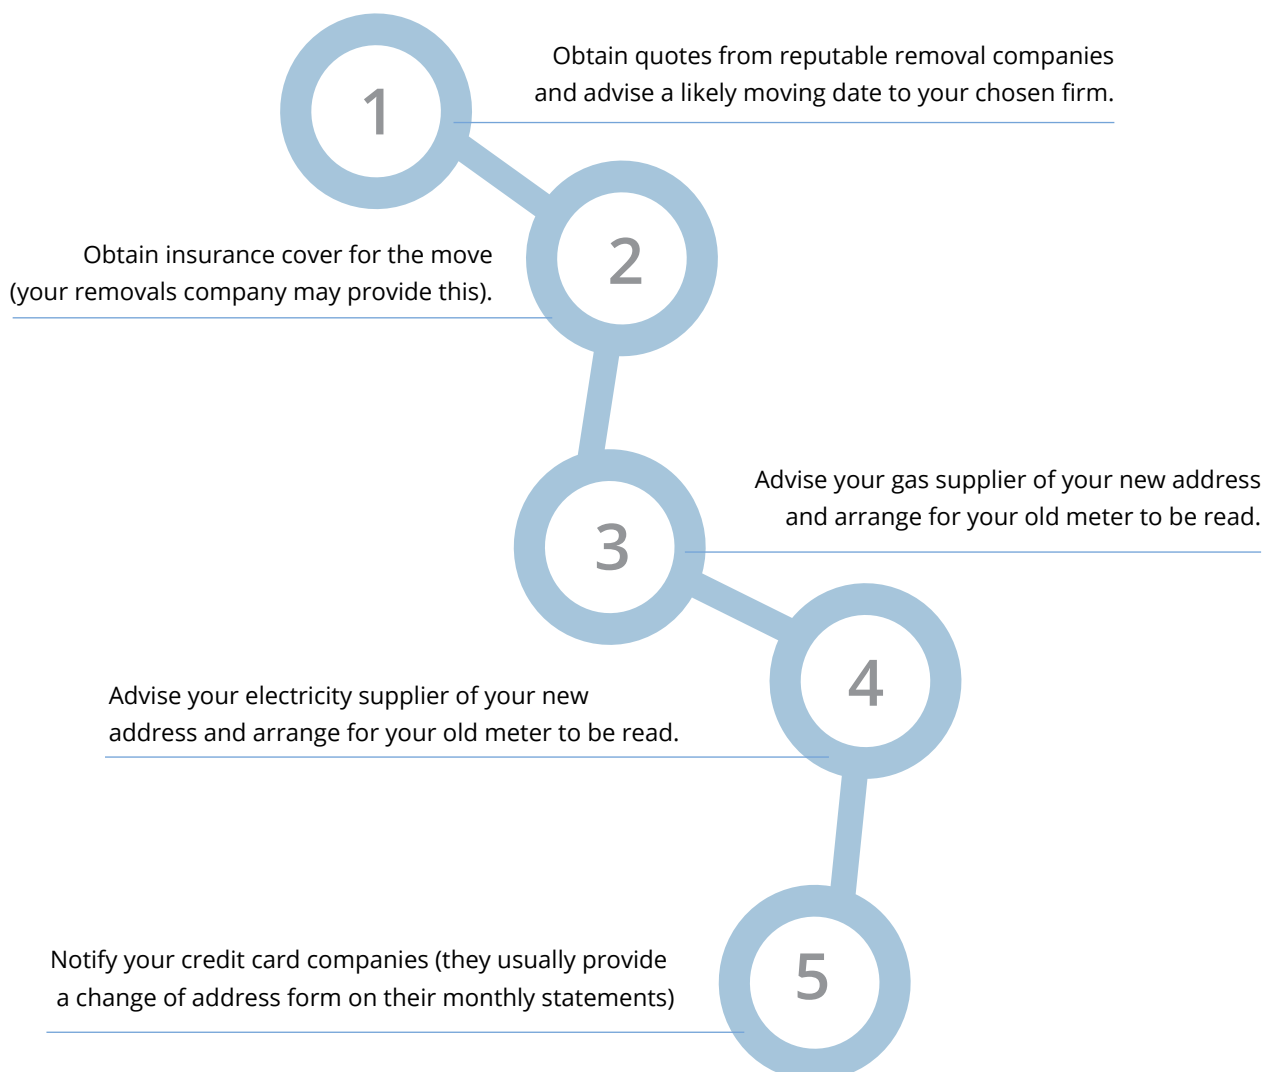 1
Obtain quotes from reputable removal companies
and advise a likely moving date to your chosen firm.
2
Obtain insurance cover for the move
(your removals company may provide this).
3
Advise your gas supplier of your new address
and arrange for your old meter to be read.
4
Advise your electricity supplier of your new
address and arrange for your old meter to be read.
5
Notify your credit card companies (they usually provide
a change of address form on their monthly statements)